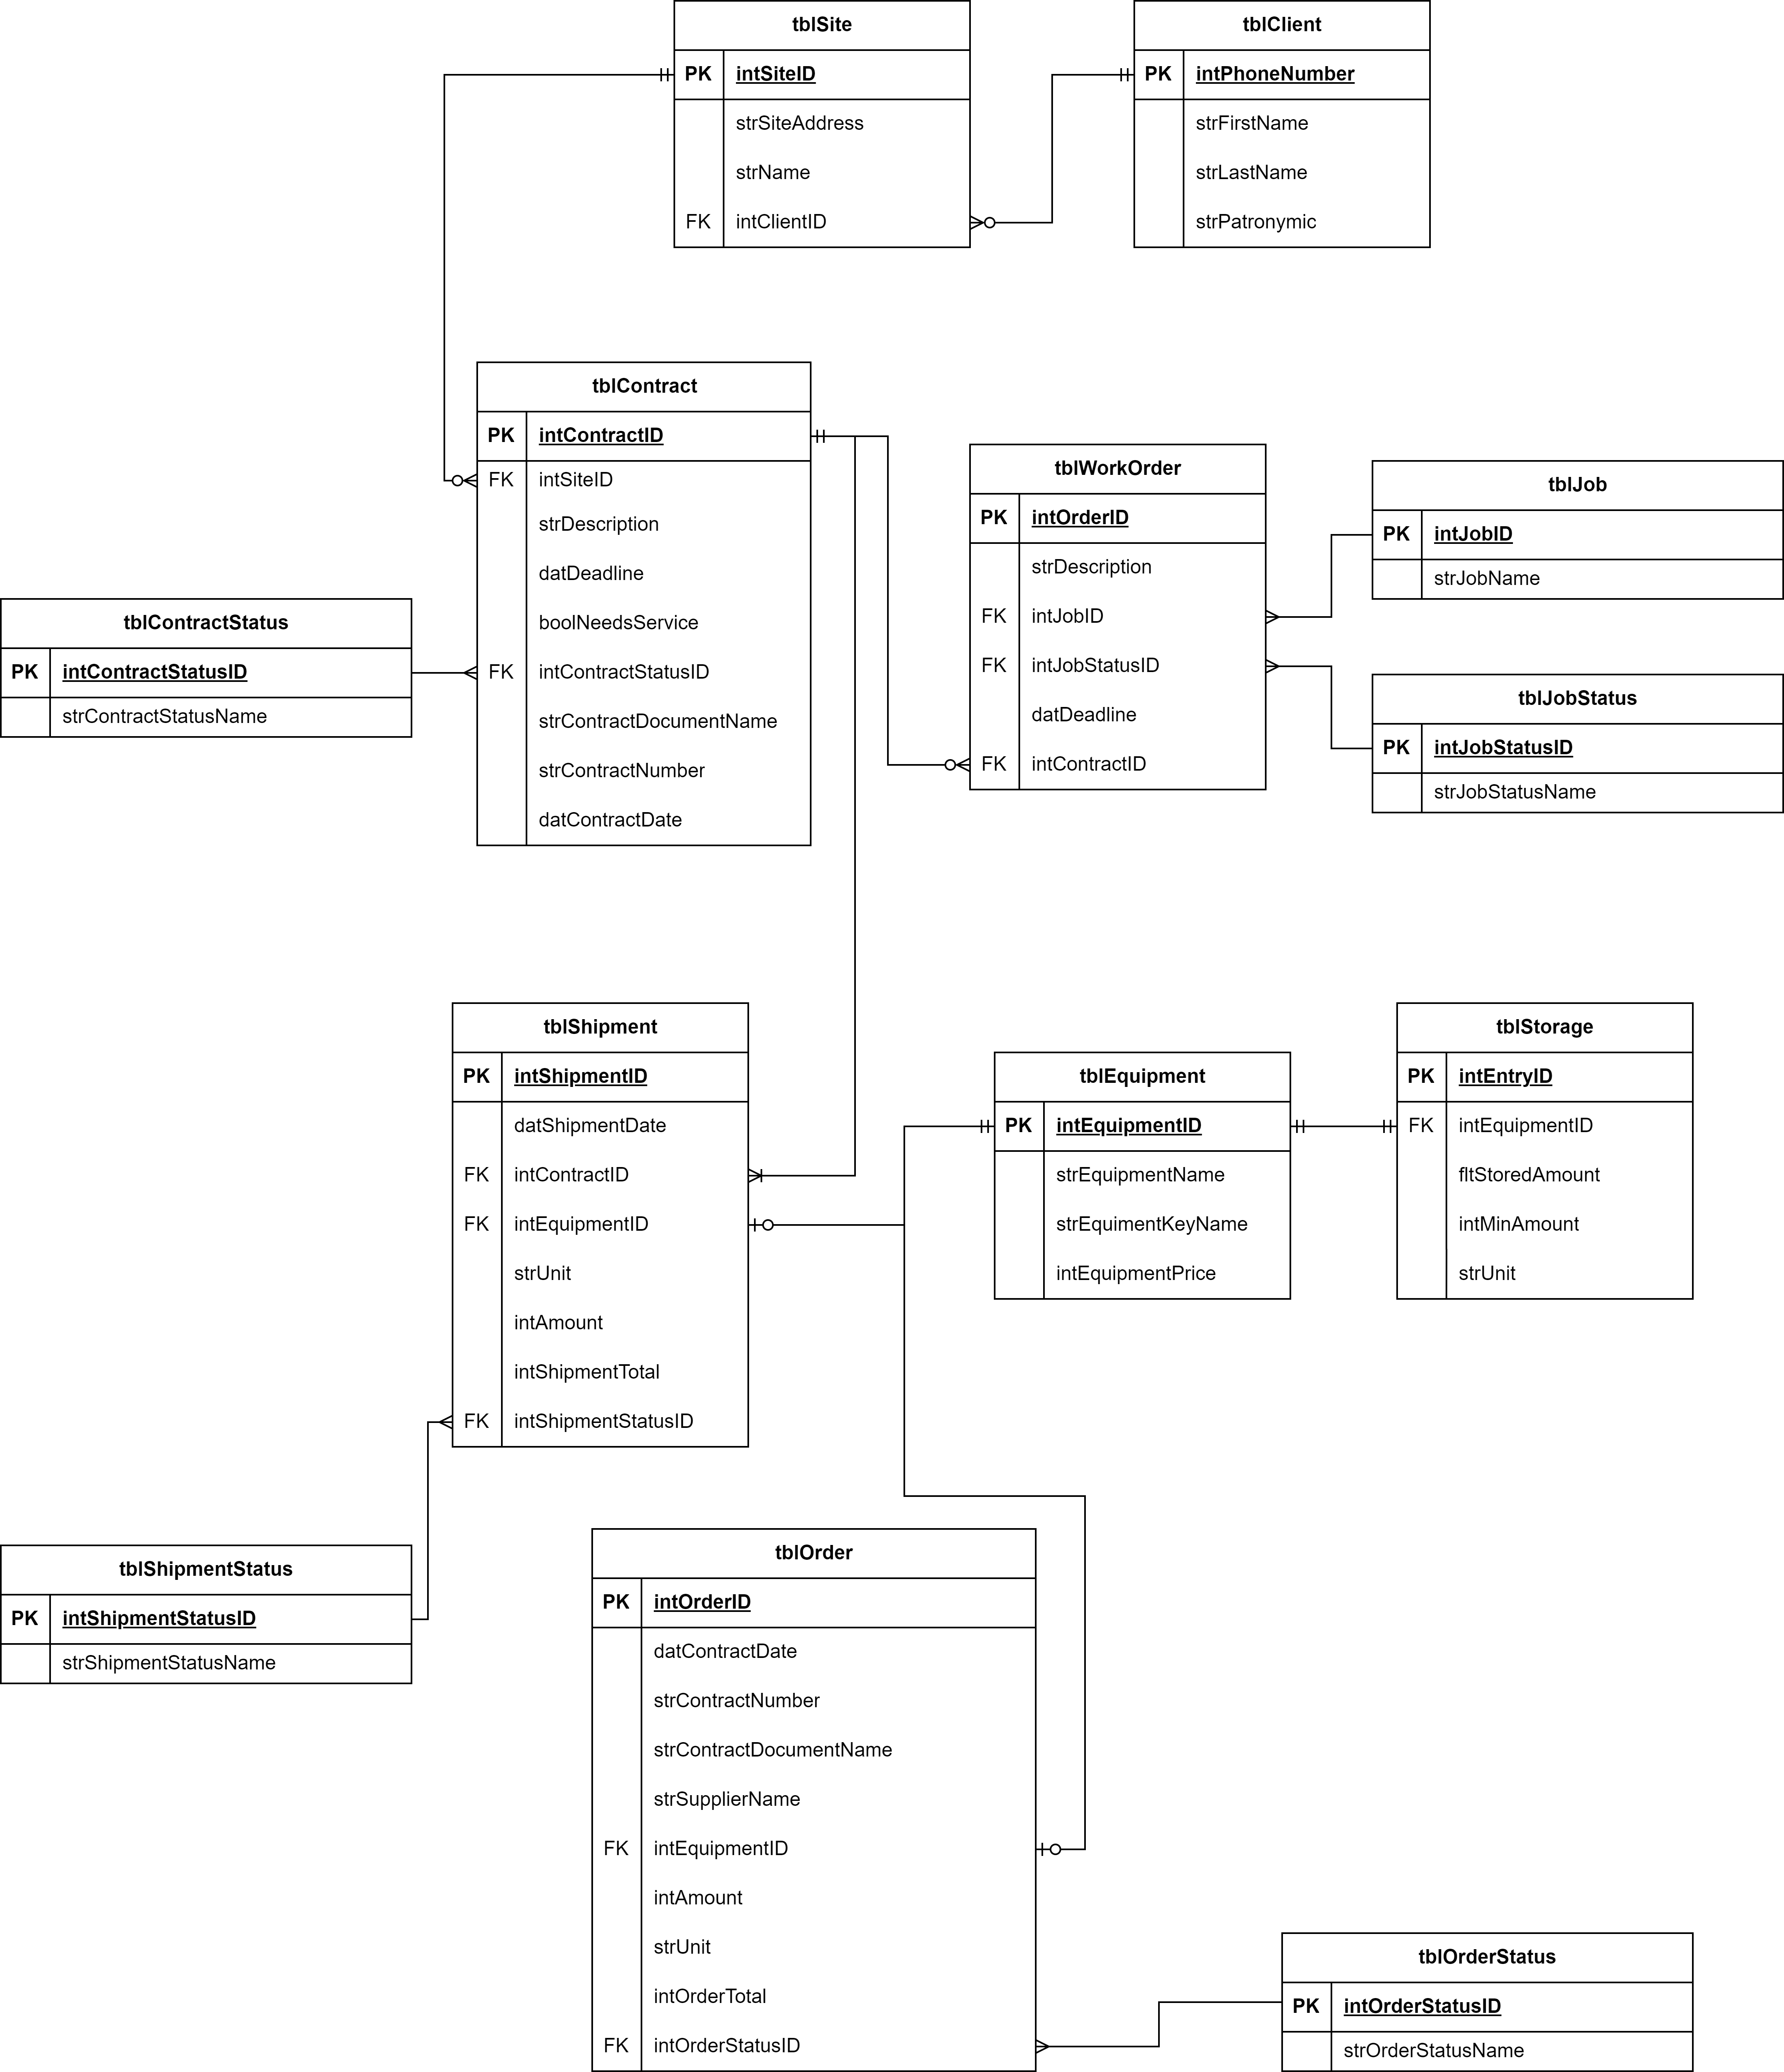 tblSite
PK intSiteID
strSiteAddress
strName
FK intClientID
tblClient
PK intPhoneNumber
strFirstName
strLastName
strPatronymic
tblContract
PK intContractID
FK intSiteID
strDescription
datDeadline
boolNeedsService
FK intContractStatusID
strContractDocumentName
strContractNumber
datContractDate
tblWorkOrder
PK intOrderID
strDescription
FK intJobID
FK intJobStatusID
datDeadline
FK intContractID
tblJob
PK intJobID
strJobName
tblContractStatus
PK intContractStatusID
strContractStatusName
tblJobStatus
PK intJobStatusID
strJobStatusName
tblShipment
PK intShipmentID
datShipmentDate
FK intContractID
FK intEquipmentID
strUnit
intAmount
intShipmentTotal
FK intShipmentStatusID
tblEquipment
PK intEquipmentID
strEquipmentName
strEquimentKeyName
intEquipmentPrice
tblStorage
PK intEntryID
FK intEquipmentID
fltStoredAmount
intMinAmount
strUnit
tblShipmentStatus
PK intShipmentStatusID
strShipmentStatusName
tblOrder
PK intOrderID
datContractDate
strContractNumber
strContractDocumentName
strSupplierName
FK intEquipmentID
intAmount
strUnit
intOrderTotal
FK intOrderStatusID
tblOrderStatus
PK intOrderStatusID
strOrderStatusName